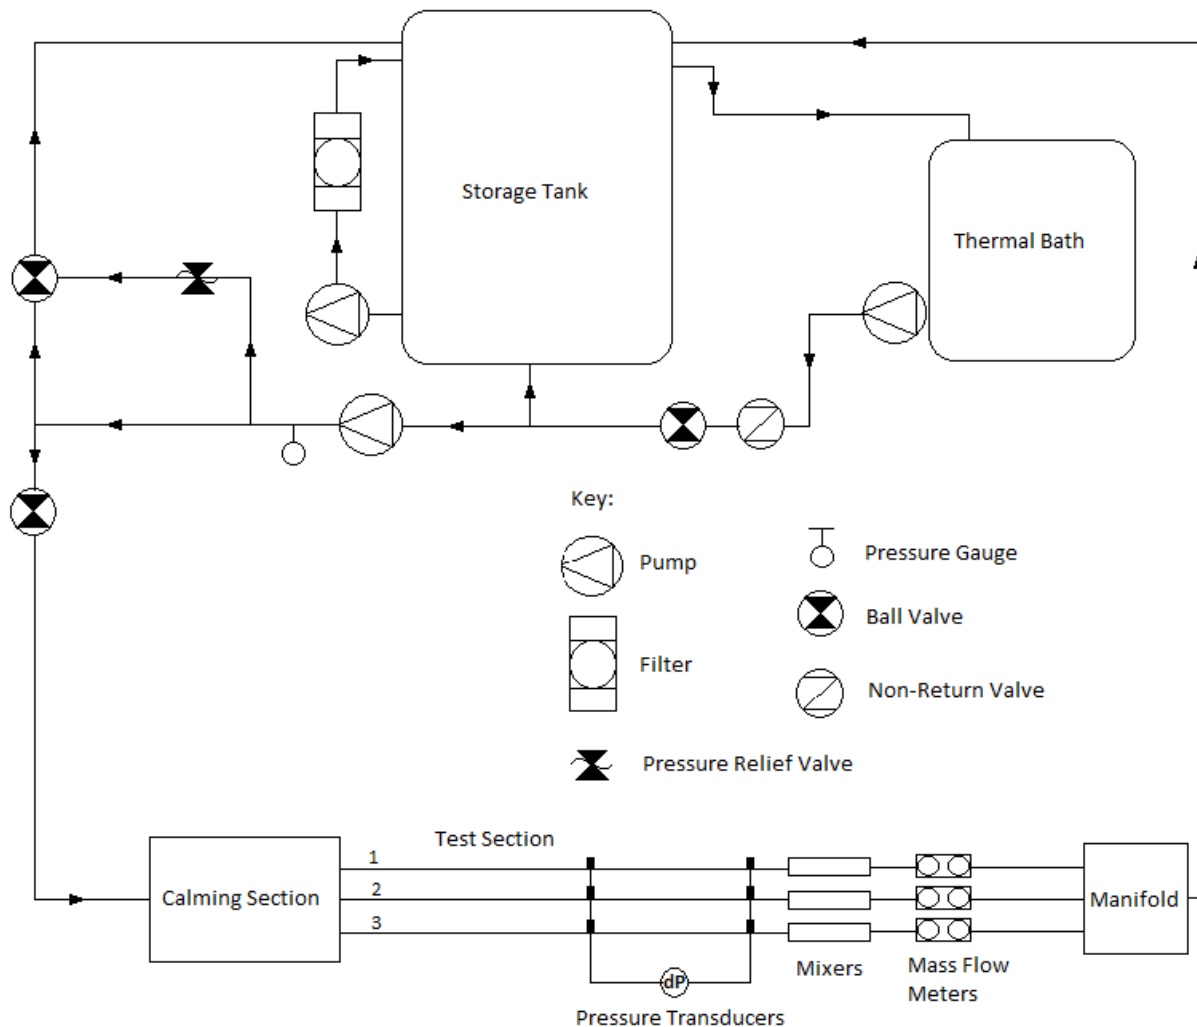 Storage Tank
Thermal Bath
Key:
Pump
Pressure Gauge
Ball Valve
Filter
Non-Return Valve
Pressure Relief Valve
Test Section
1
2
3
Calming Section
Manifold
Mixers
Mass Flow
Meters
dP
Pressure Transducers